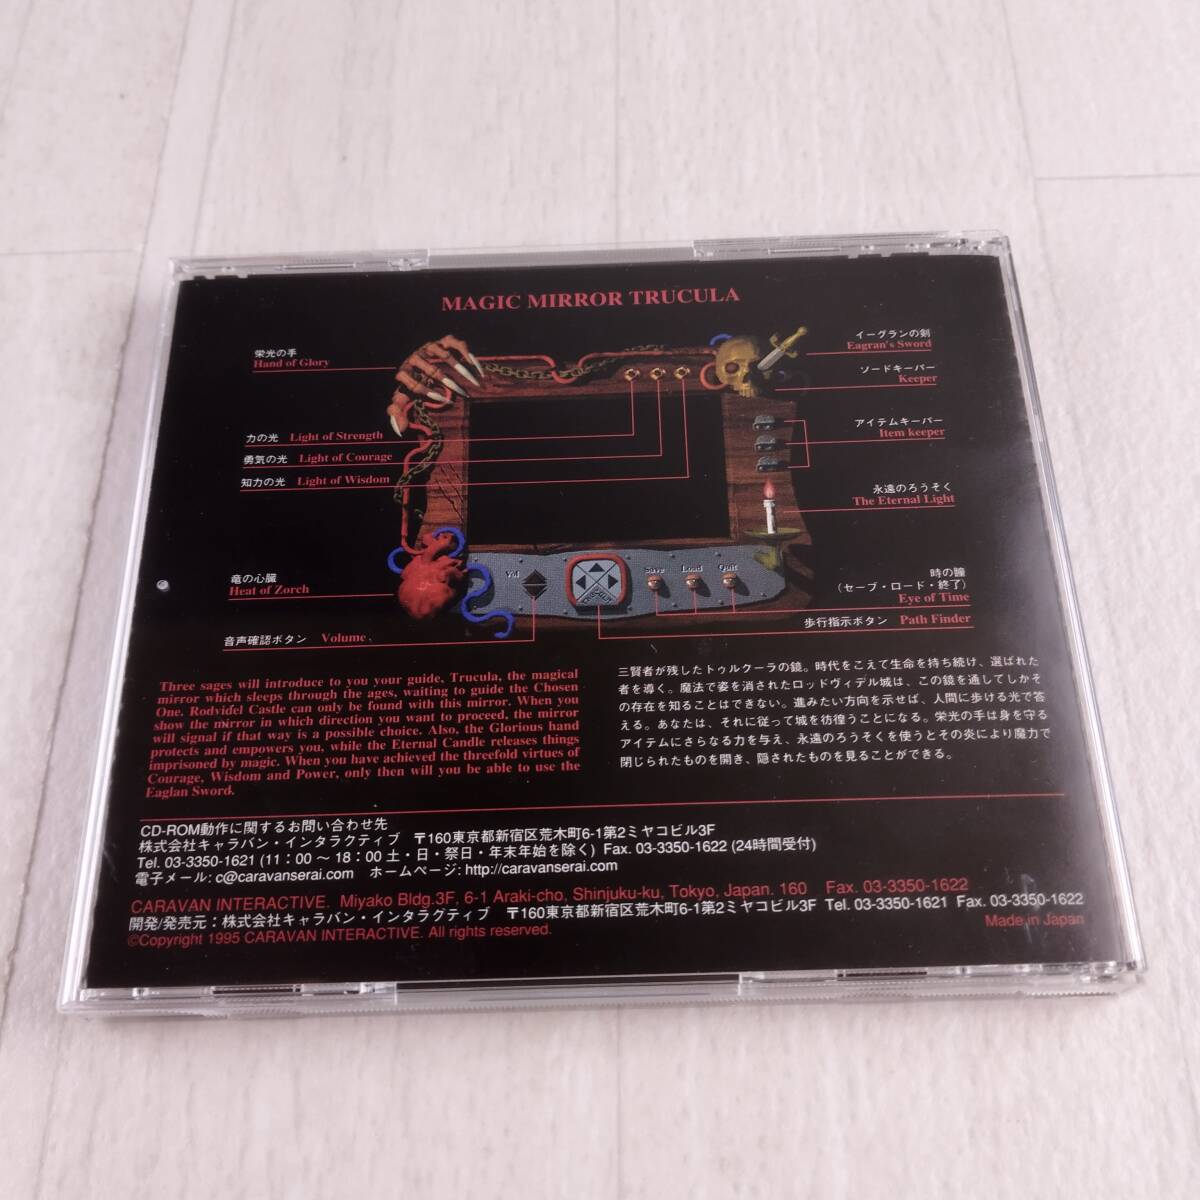 MAGIC MIRROR TRUCULA
栄光の手
Hand of Glory
イーグランの剣
Eagran's Sword
ソードキーパー
Keeper
力の光 Light of Strength
勇気の光 Light of Courage
知力の光 Light of Wisdom
アイテムキーパー
Item keeper
永遠のろうそく
The Eternal Light
竜の心臓
Heat of Zorch
Vol
Save
Load
Quit
時の瞳
(セーブ・ロード・終了)
Eye of Time
音声確認ボタン Volume
歩行指示ボタン Path Finder
Three sages will introduce to you your guide, Trucula, the magical
mirror which sleeps through the ages, waiting to guide the Chosen
One. Rodvidel Castle can only be found with this mirror. When you
show the mirror in which direction you want to proceed, the mirror
will signal if that way is a possible choice. Also, the Glorious hand
protects and empowers you, while the Eternal Candle releases things
imprisoned by magic. When you have achieved the threefold virtues of
Courage, Wisdom and Power, only then will you be able to use the
Eaglan Sword.
三賢者が残したトゥルクーラの鏡。時代をこえて生命を持ち続け、選ばれた
者を導く。魔法で姿を消されたロッドヴィデル城は、この鏡を通してしかそ
の存在を知ることはできない。進みたい方向を示せば、人間に歩ける光で答
える。あなたは、それに従って城を彷徨うことになる。栄光の手は身を守る
アイテムにさらなる力を与え、永遠のろうそくを使うとその炎により魔力で
閉じられたものを開き、隠されたものを見ることができる。
CD-ROM動作に関するお問い合わせ先
株式会社キャラバン・インタラクティブ 〒160東京都新宿区荒木町6-1第2ミヤコビル3F
Tel. 03-3350-1621 (11：00 〜 18：00 土・日・祭日・年末年始を除く) Fax. 03-3350-1622 (24時間受付)
電子メール: c@caravanserai.com ホームページ: http://caravanserai.com
CARAVAN INTERACTIVE. Miyako Bldg.3F, 6-1 Araki-cho, Shinjuku-ku, Tokyo, Japan. 160 Fax. 03-3350-1622
開発/発売元：株式会社キャラバン・インタラクティブ 〒160東京都新宿区荒木町6-1第2ミヤコビル3F Tel. 03-3350-1621 Fax. 03-3350-1622
©Copyright 1995 CARAVAN INTERACTIVE. All rights reserved.
Made in Japan